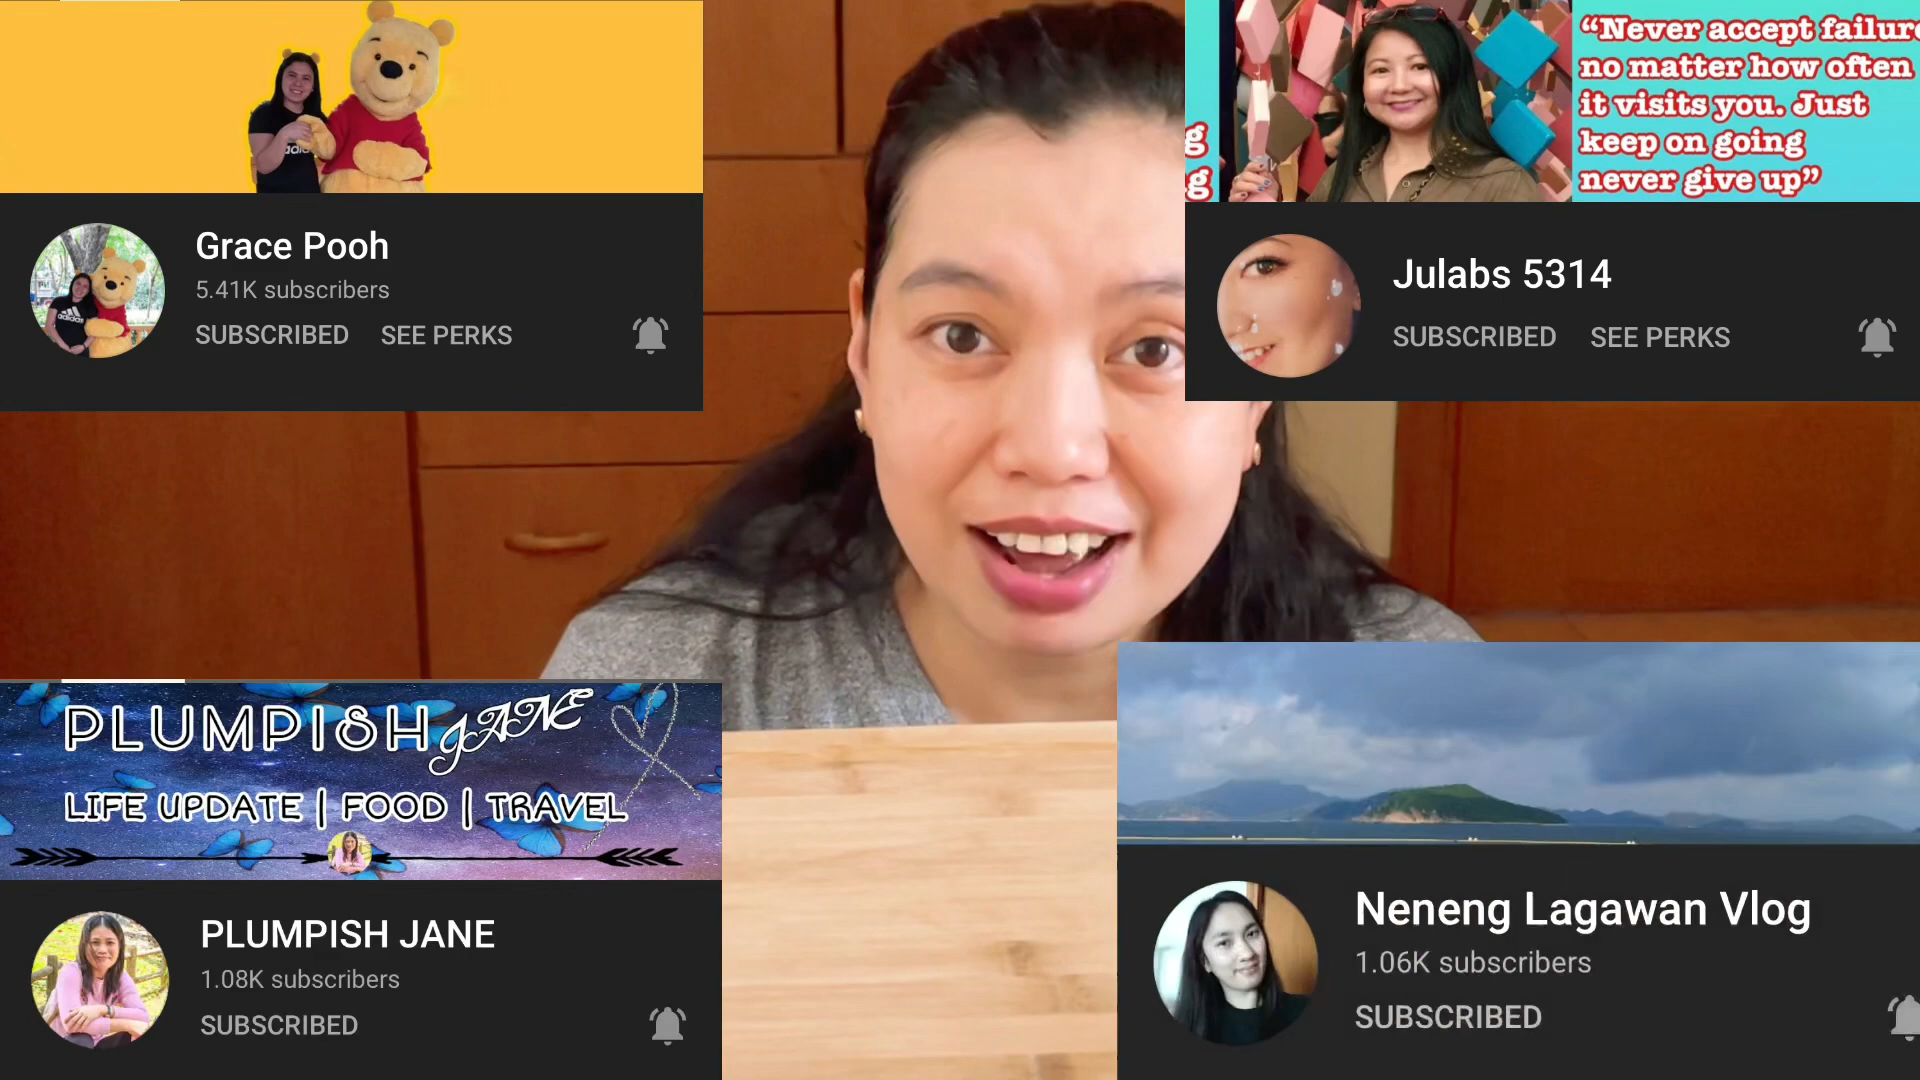 Grace Pooh
5.41K subscribers
SUBSCRIBED SEE PERKS
adidas
g
g
“Never accept failure
no matter how often
it visits you. Just
keep on going
never give up”
Julabs 5314
SUBSCRIBED SEE PERKS
PLUMPISH JANE
LIFE UPDATE | FOOD | TRAVEL
PLUMPISH JANE
1.08K subscribers
SUBSCRIBED
Neneng Lagawan Vlog
1.06K subscribers
SUBSCRIBED